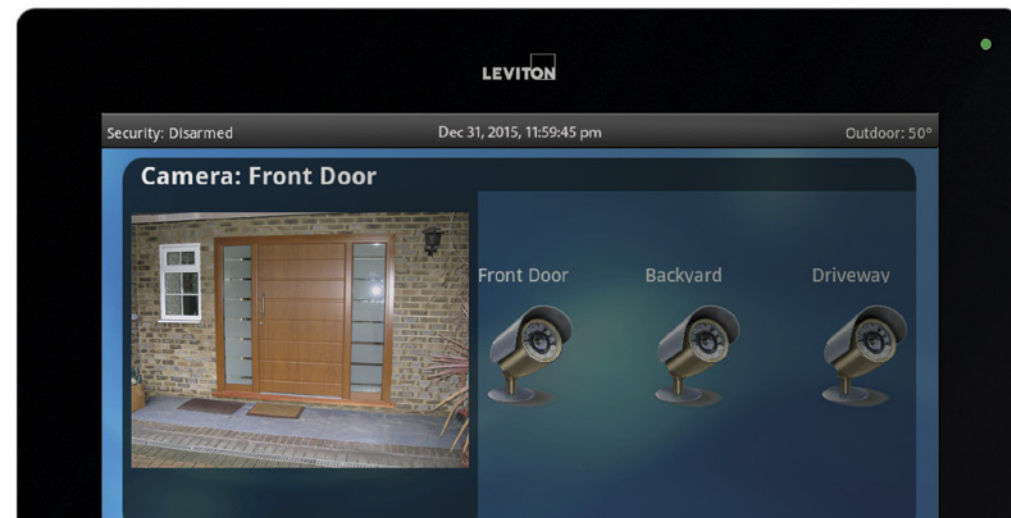 LEVITON
Security: Disarmed Dec 31, 2015, 11:59:45 pm Outdoor: 50°
Camera: Front Door
Front Door Backyard Driveway